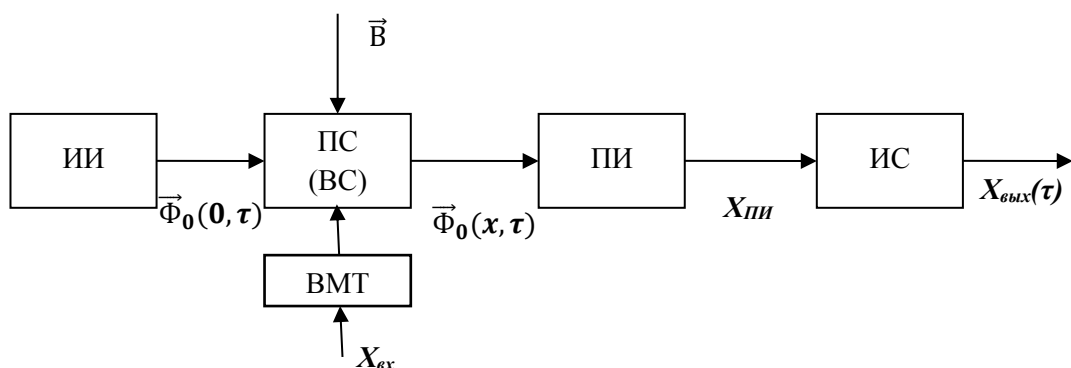 B⃗
ИИ
ПС
(ВС)
ПИ
ИС
Φ⃗₀(0, τ)
Φ⃗₀(x, τ)
X_ПИ
X_вых(τ)
ВМТ
X_вх